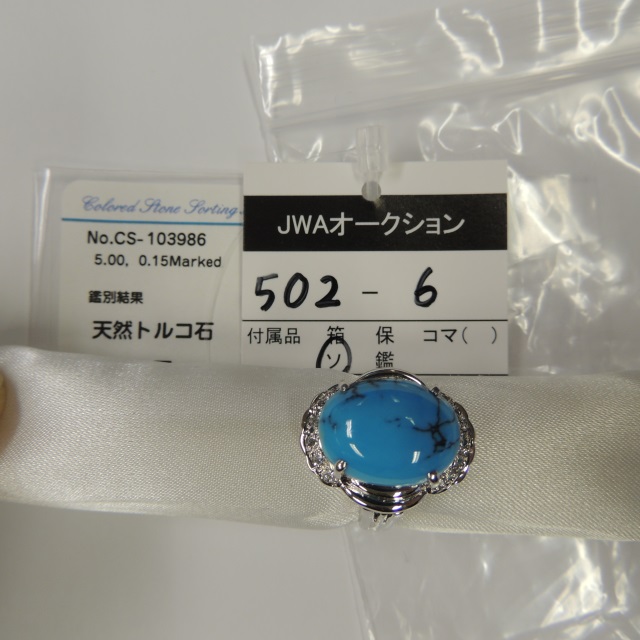 Colored Stone Sorting
No.CS-103986
5.00, 0.15Marked
鑑別結果
天然トルコ石
JWAオークション
502-6
付属品 箱 保 コマ( )
ソ 鑑